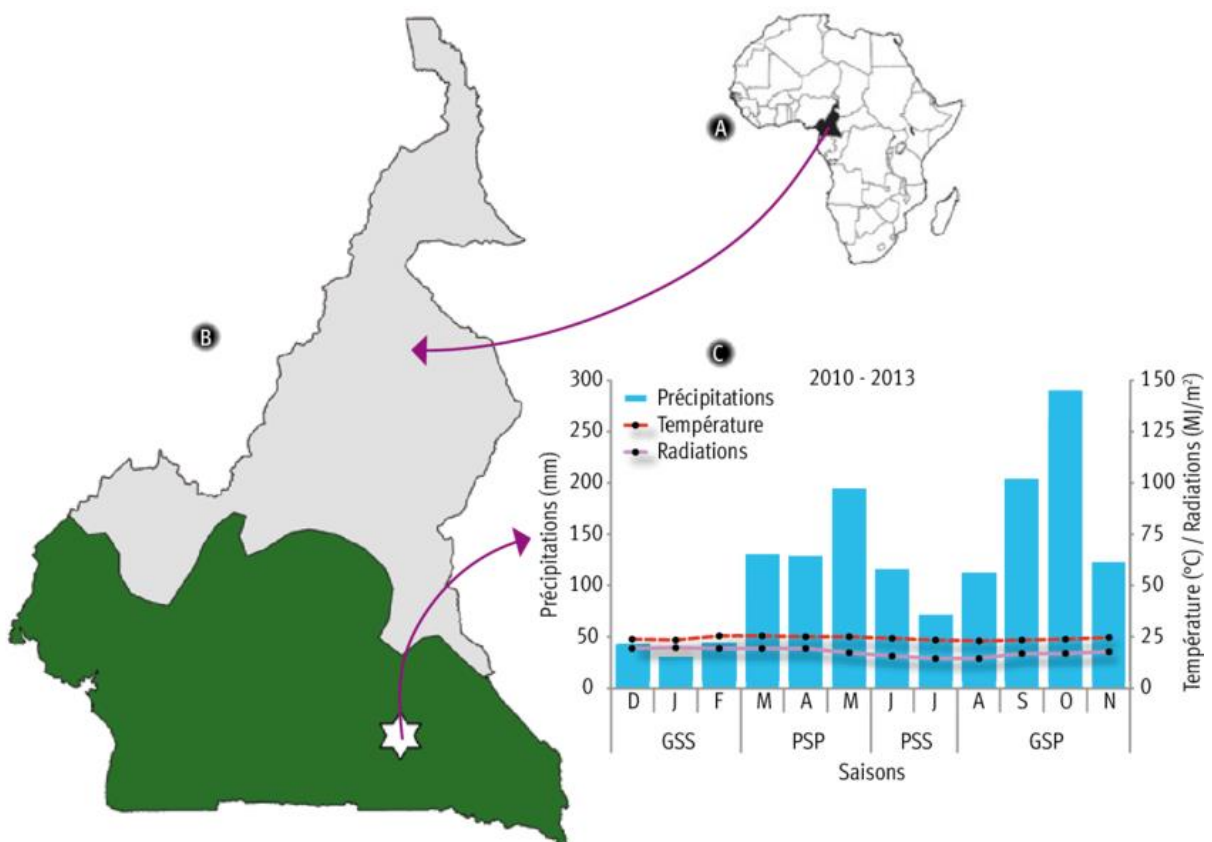 A
B
C
2010 - 2013
Précipitations
Température
Radiations
Précipitations (mm)
300
250
200
150
100
50
0
Température (°C) / Radiations (MJ/m²)
150
125
100
75
50
25
0
D J F M A M J J A S O N
GSS PSP PSS GSP
Saisons